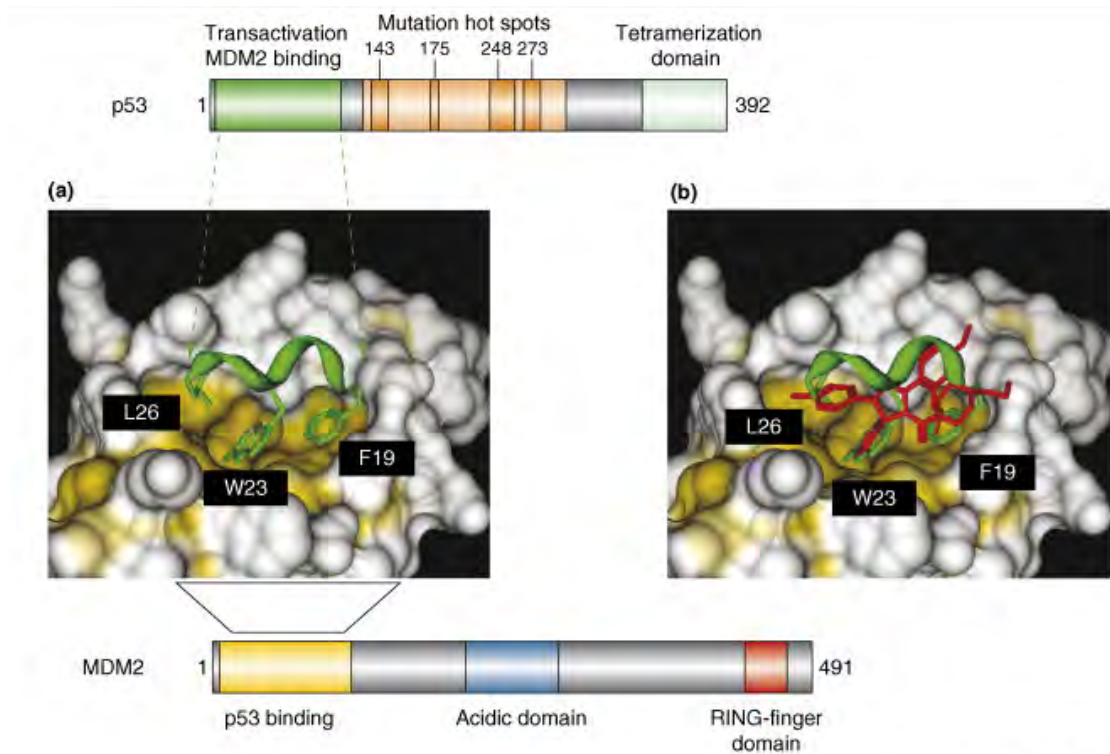 Transactivation
MDM2 binding
Mutation hot spots
143 175 248 273
Tetramerization
domain
p53 1 392
(a)
(b)
L26
W23
F19
L26
W23
F19
MDM2 1 491
p53 binding
Acidic domain
RING-finger
domain